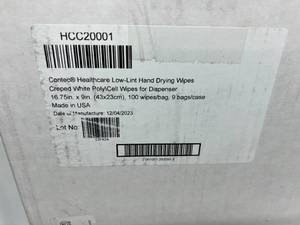 HCC20001
Contec® Healthcare Low-Lint Hand Drying Wipes
Creped White Poly\Cell Wipes for Dispenser
16.75in. x 9in. (43x23cm), 100 wipes/bag, 9 bags/case
Made in USA
Date of Manufacture: 12/04/2023
Lot No: